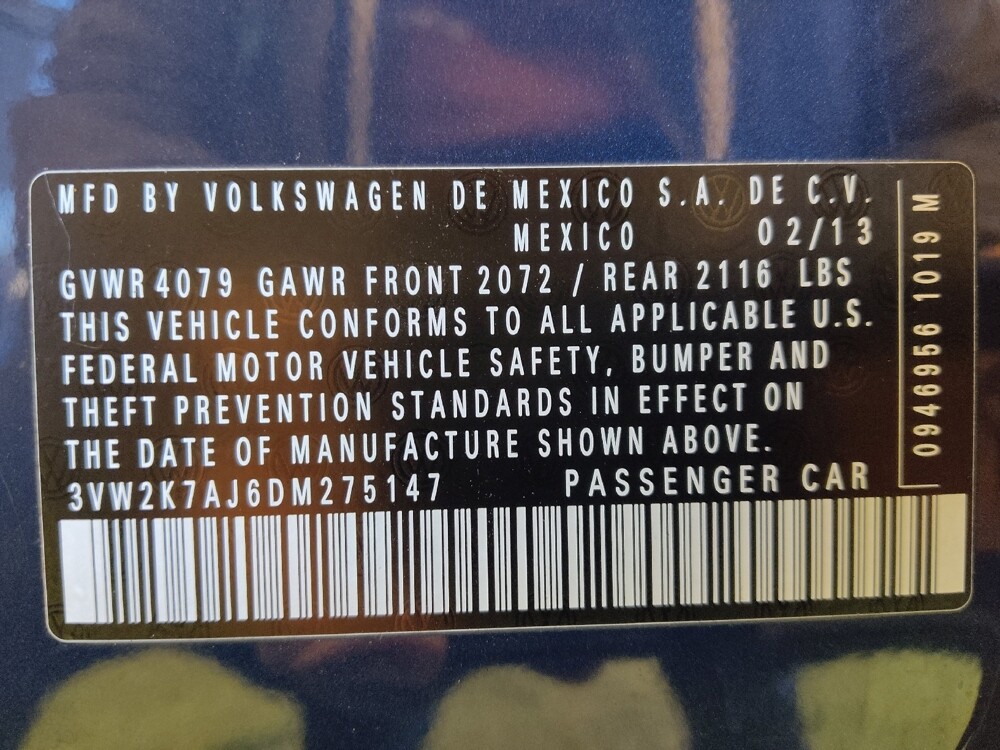 MFD BY VOLKSWAGEN DE MEXICO S.A. DE C.V.
MEXICO 02/13
GVWR 4079 GAWR FRONT 2072 / REAR 2116 LBS
THIS VEHICLE CONFORMS TO ALL APPLICABLE U.S.
FEDERAL MOTOR VEHICLE SAFETY, BUMPER AND
THEFT PREVENTION STANDARDS IN EFFECT ON
THE DATE OF MANUFACTURE SHOWN ABOVE.
3VW2K7AJ6DM275147 PASSENGER CAR
0946956 1019 M